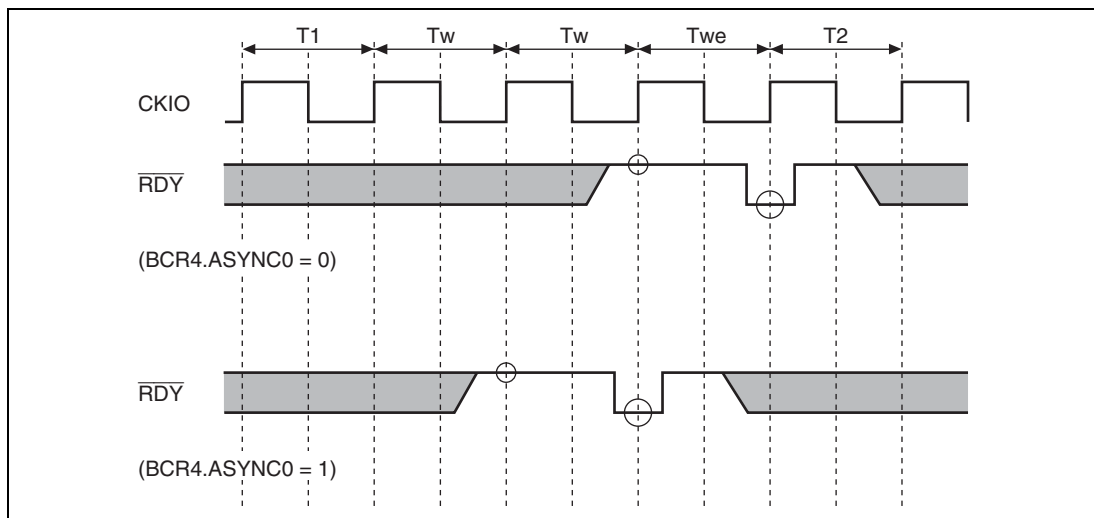 T1 Tw Tw Twe T2
CKIO
RDY
(BCR4.ASYNC0 = 0)
RDY
(BCR4.ASYNC0 = 1)